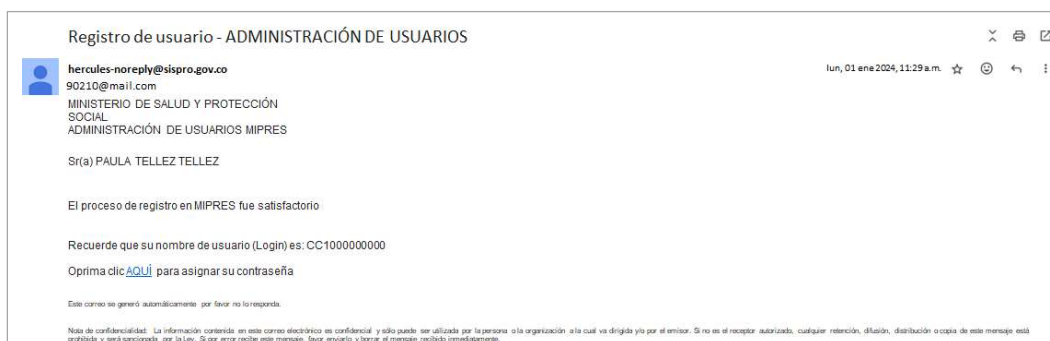 Registro de usuario - ADMINISTRACIÓN DE USUARIOS
hercules-noreply@sispro.gov.co
lun, 01 ene 2024, 11:29 a.m.
90210@mail.com
MINISTERIO DE SALUD Y PROTECCIÓN
SOCIAL
ADMINISTRACIÓN DE USUARIOS MIPRES
Sr(a) PAULA TELLEZ TELLEZ
El proceso de registro en MIPRES fue satisfactorio
Recuerde que su nombre de usuario (Login) es: CC1000000000
Oprima clic AQUÍ para asignar su contraseña
Este correo se generó automáticamente por favor no lo responda.
Nota de confidencialidad: La información contenida en este correo electrónico es confidencial y sólo puede ser utilizada por la persona o la organización a la cual va dirigida y/o por el emisor. Si no es el receptor autorizado, cualquier retención, difusión, distribución o copia de este mensaje está
prohibida y será sancionada por la Ley. Si por error recibe este mensaje, favor enviarlo y borrar el mensaje recibido inmediatamente.